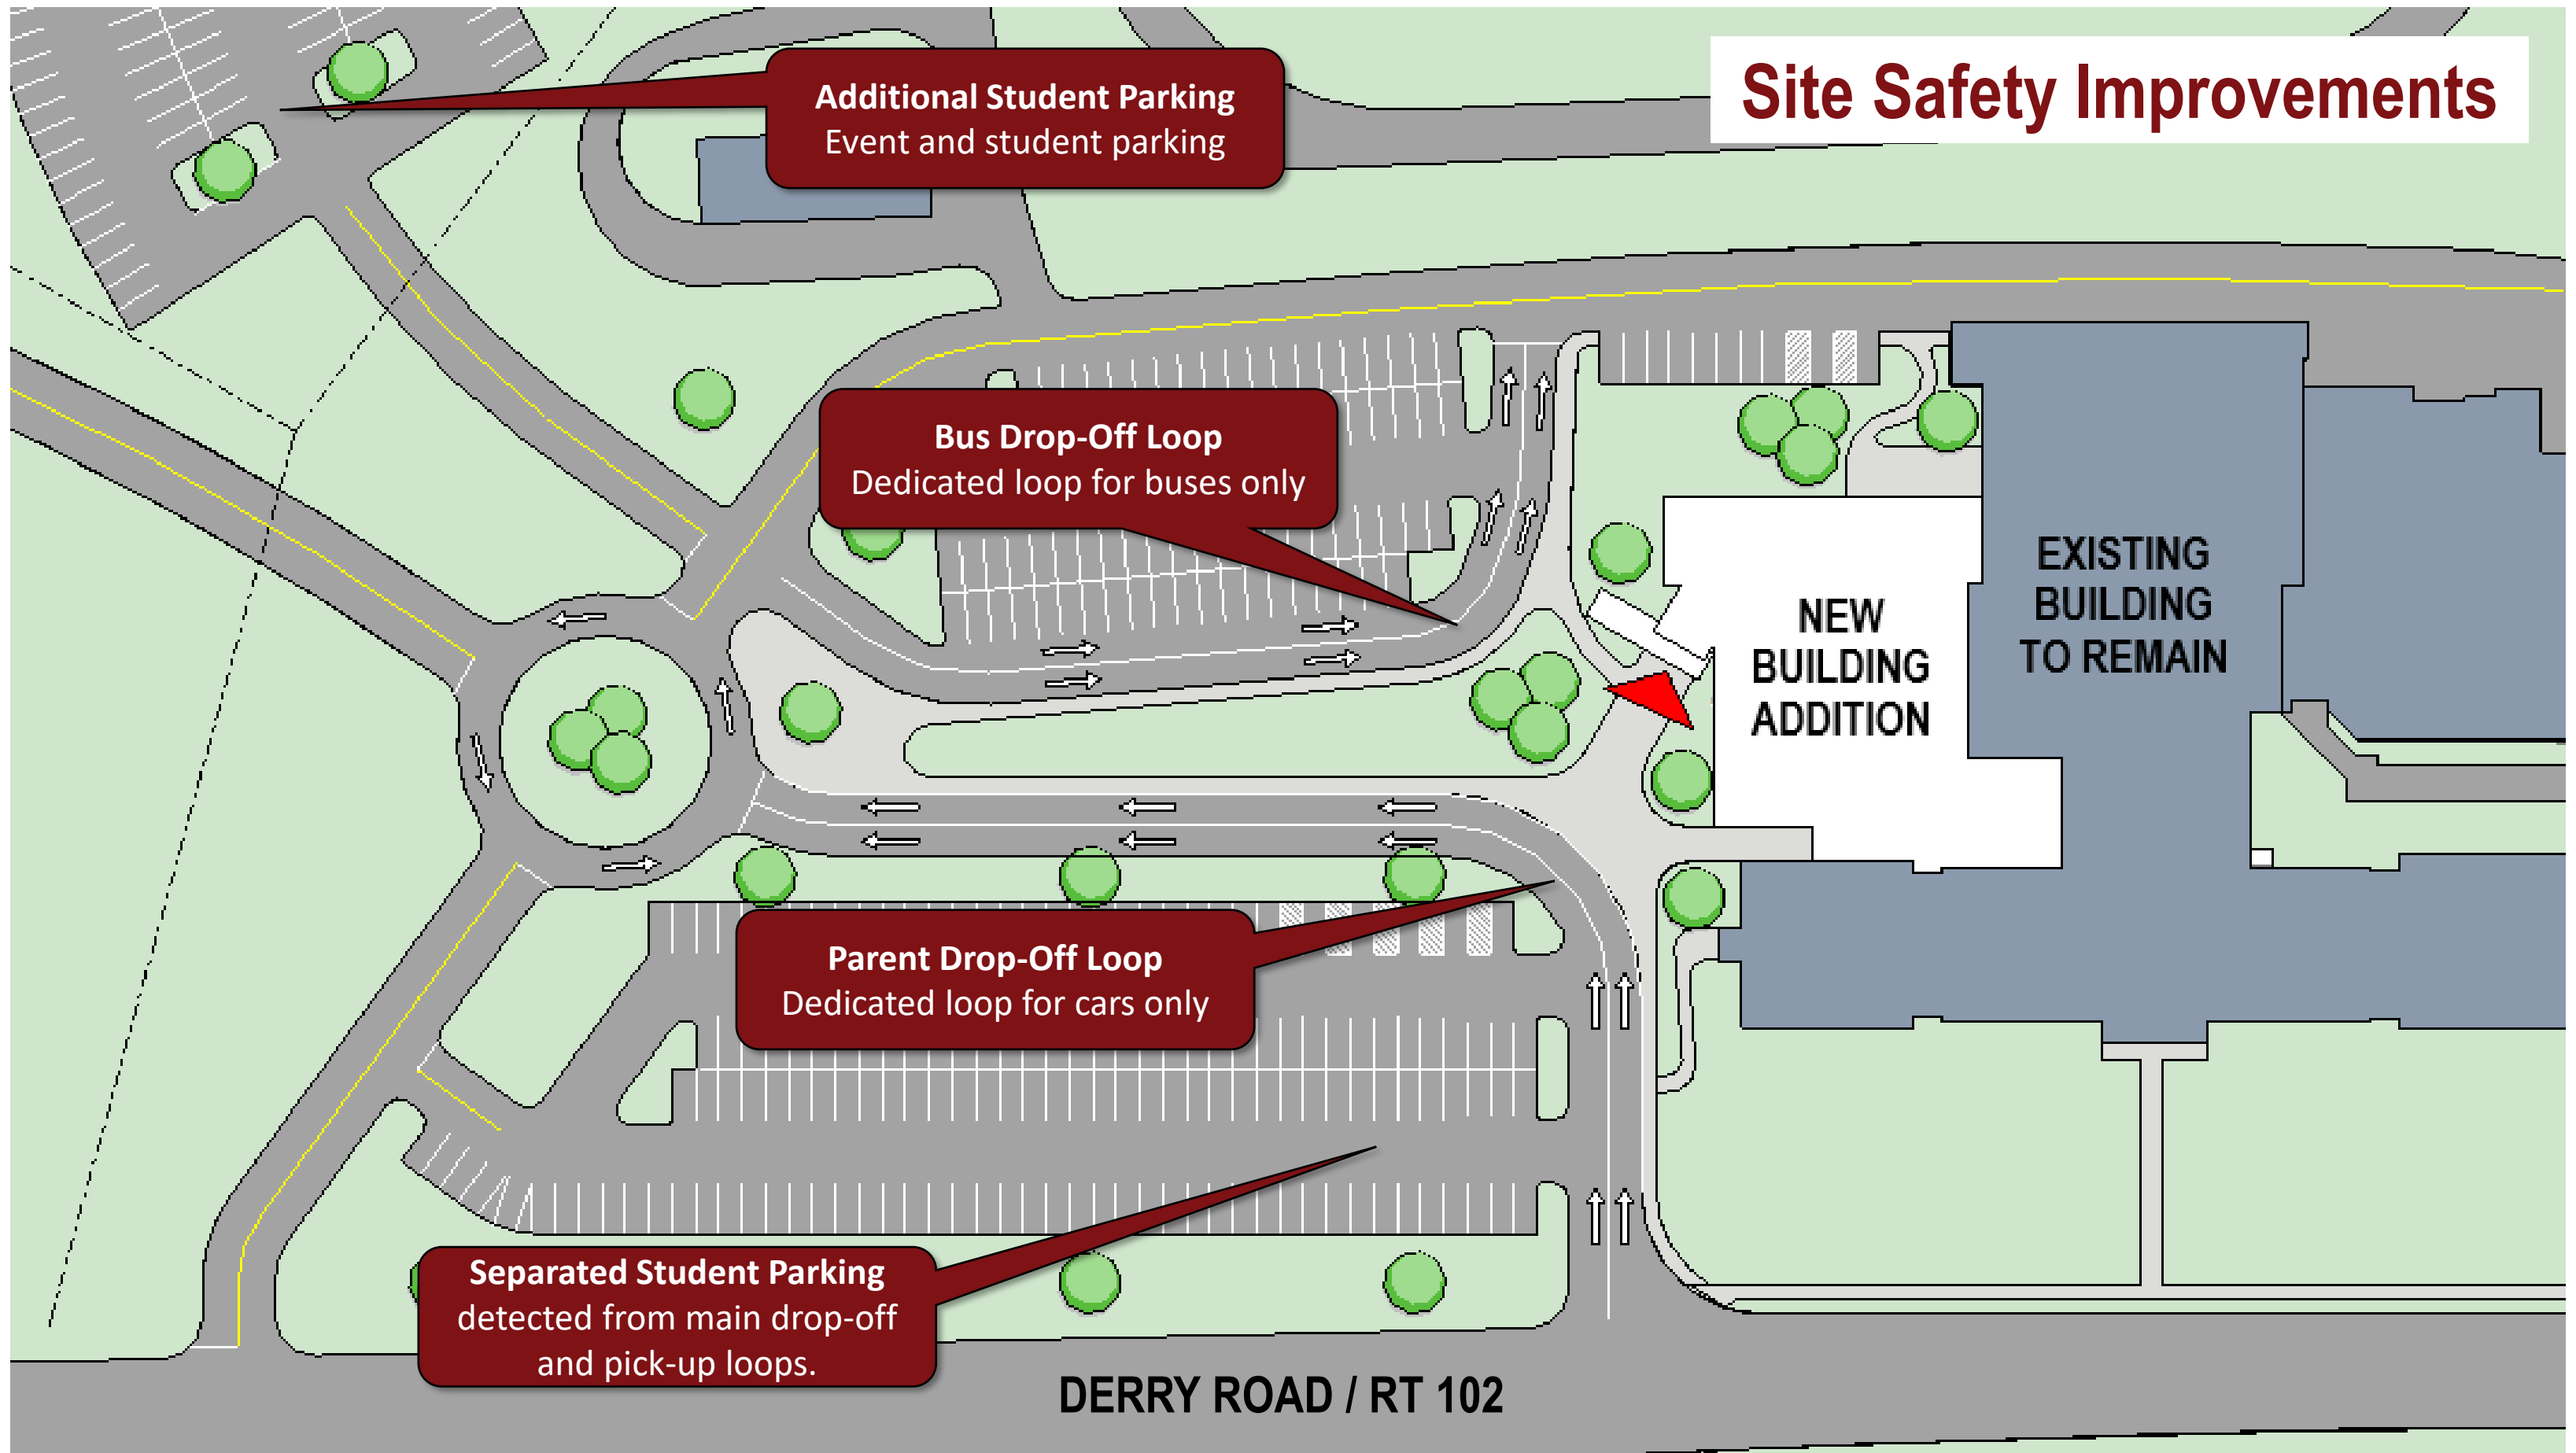 Site Safety Improvements
Additional Student Parking
Event and student parking
Bus Drop-Off Loop
Dedicated loop for buses only
NEW
BUILDING
ADDITION
EXISTING
BUILDING
TO REMAIN
Parent Drop-Off Loop
Dedicated loop for cars only
Separated Student Parking
detected from main drop-off
and pick-up loops.
DERRY ROAD / RT 102